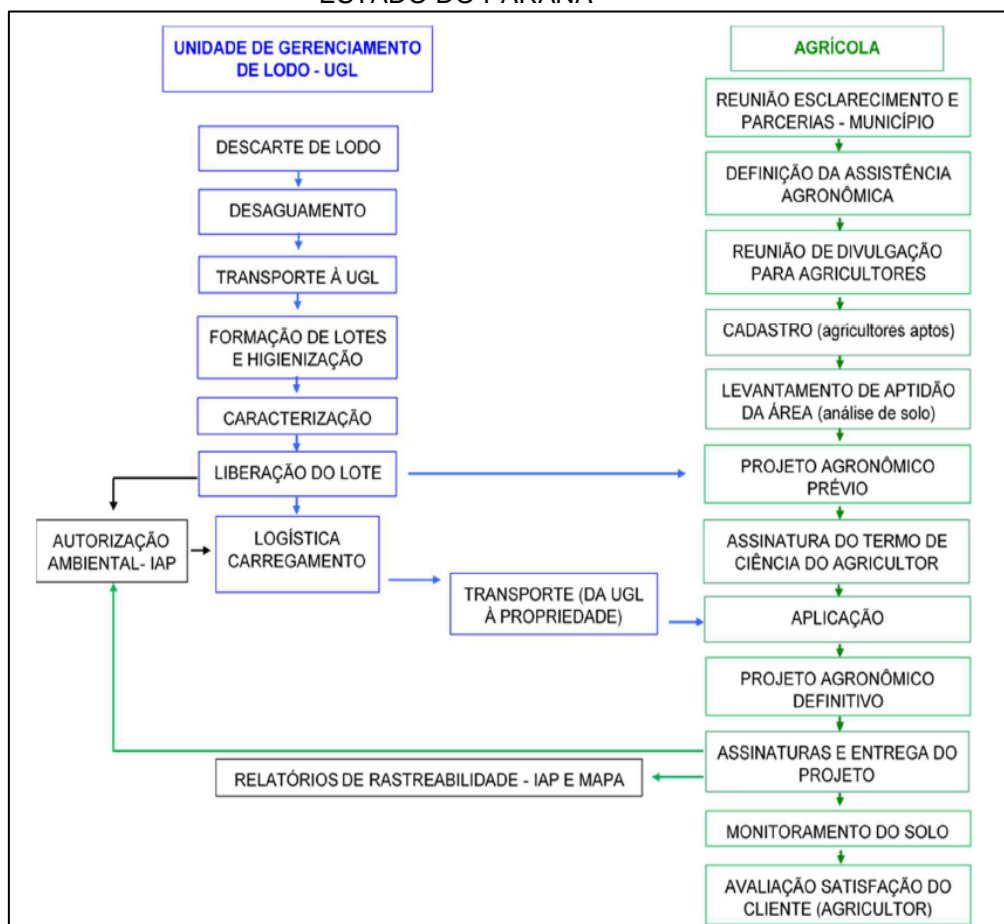 ESTADO DO PARANÁ
UNIDADE DE GERENCIAMENTO
DE LODO - UGL
DESCARTE DE LODO
DESAGUAMENTO
TRANSPORTE À UGL
FORMAÇÃO DE LOTES
E HIGIENIZAÇÃO
CARACTERIZAÇÃO
LIBERAÇÃO DO LOTE
AUTORIZAÇÃO
AMBIENTAL- IAP
LOGÍSTICA
CARREGAMENTO
TRANSPORTE (DA UGL
À PROPRIEDADE)
RELATÓRIOS DE RASTREABILIDADE - IAP E MAPA
AGRÍCOLA
REUNIÃO ESCLARECIMENTO E
PARCERIAS - MUNICÍPIO
DEFINIÇÃO DA ASSISTÊNCIA
AGRONÔMICA
REUNIÃO DE DIVULGAÇÃO
PARA AGRICULTORES
CADASTRO (agricultores aptos)
LEVANTAMENTO DE APTIDÃO
DA ÁREA (análise de solo)
PROJETO AGRONÔMICO
PRÉVIO
ASSINATURA DO TERMO DE
CIÊNCIA DO AGRICULTOR
APLICAÇÃO
PROJETO AGRONÔMICO
DEFINITIVO
ASSINATURAS E ENTREGA DO
PROJETO
MONITORAMENTO DO SOLO
AVALIAÇÃO SATISFAÇÃO DO
CLIENTE (AGRICULTOR)